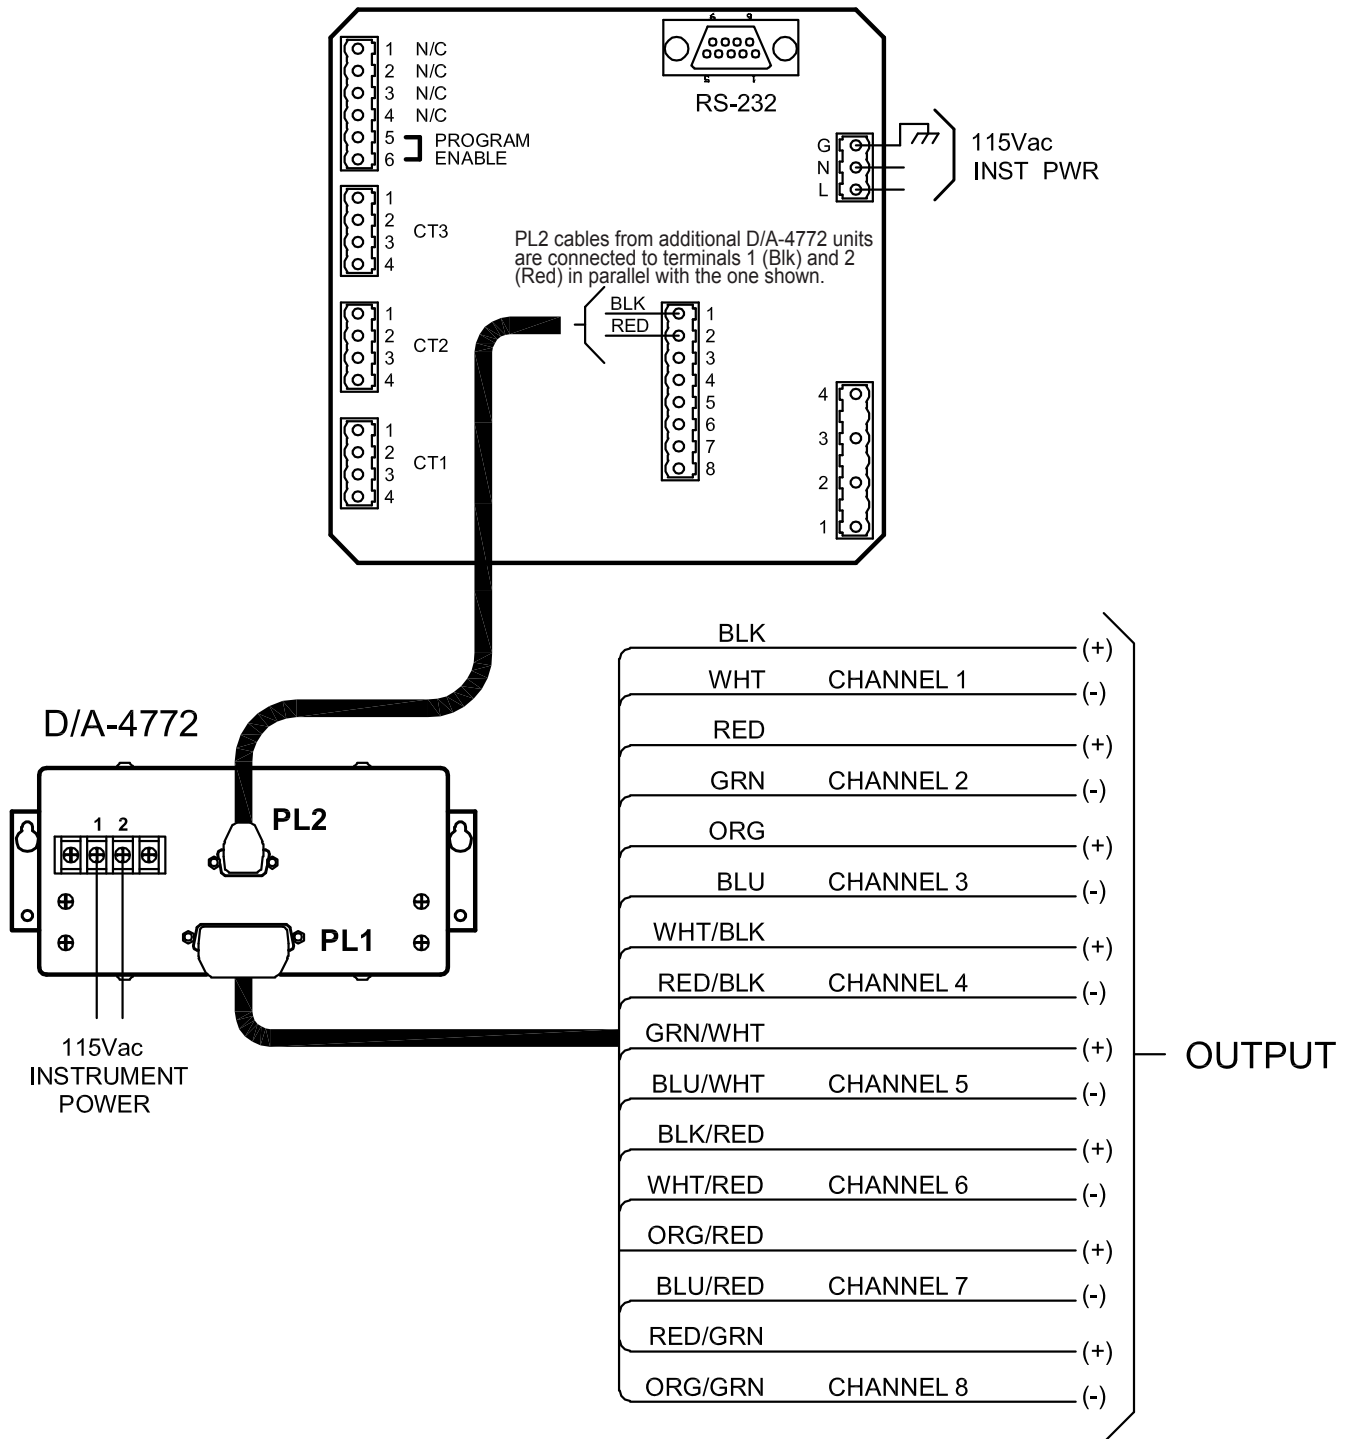 9 6
5 1
RS-232
1 N/C
2 N/C
3 N/C
4 N/C
5
6
PROGRAM
ENABLE
1
2
3
4
CT3
1
2
3
4
CT2
1
2
3
4
CT1
G
N
L
115Vac
INST PWR
PL2 cables from additional D/A-4772 units
are connected to terminals 1 (Blk) and 2
(Red) in parallel with the one shown.
BLK
RED
1
2
3
4
5
6
7
8
4
3
2
1
D/A-4772
1 2
PL2
PL1
115Vac
INSTRUMENT
POWER
BLK (+)
WHT CHANNEL 1 (-)
RED (+)
GRN CHANNEL 2 (-)
ORG (+)
BLU CHANNEL 3 (-)
WHT/BLK (+)
RED/BLK CHANNEL 4 (-)
GRN/WHT (+)
BLU/WHT CHANNEL 5 (-)
BLK/RED (+)
WHT/RED CHANNEL 6 (-)
ORG/RED (+)
BLU/RED CHANNEL 7 (-)
RED/GRN (+)
ORG/GRN CHANNEL 8 (-)
OUTPUT